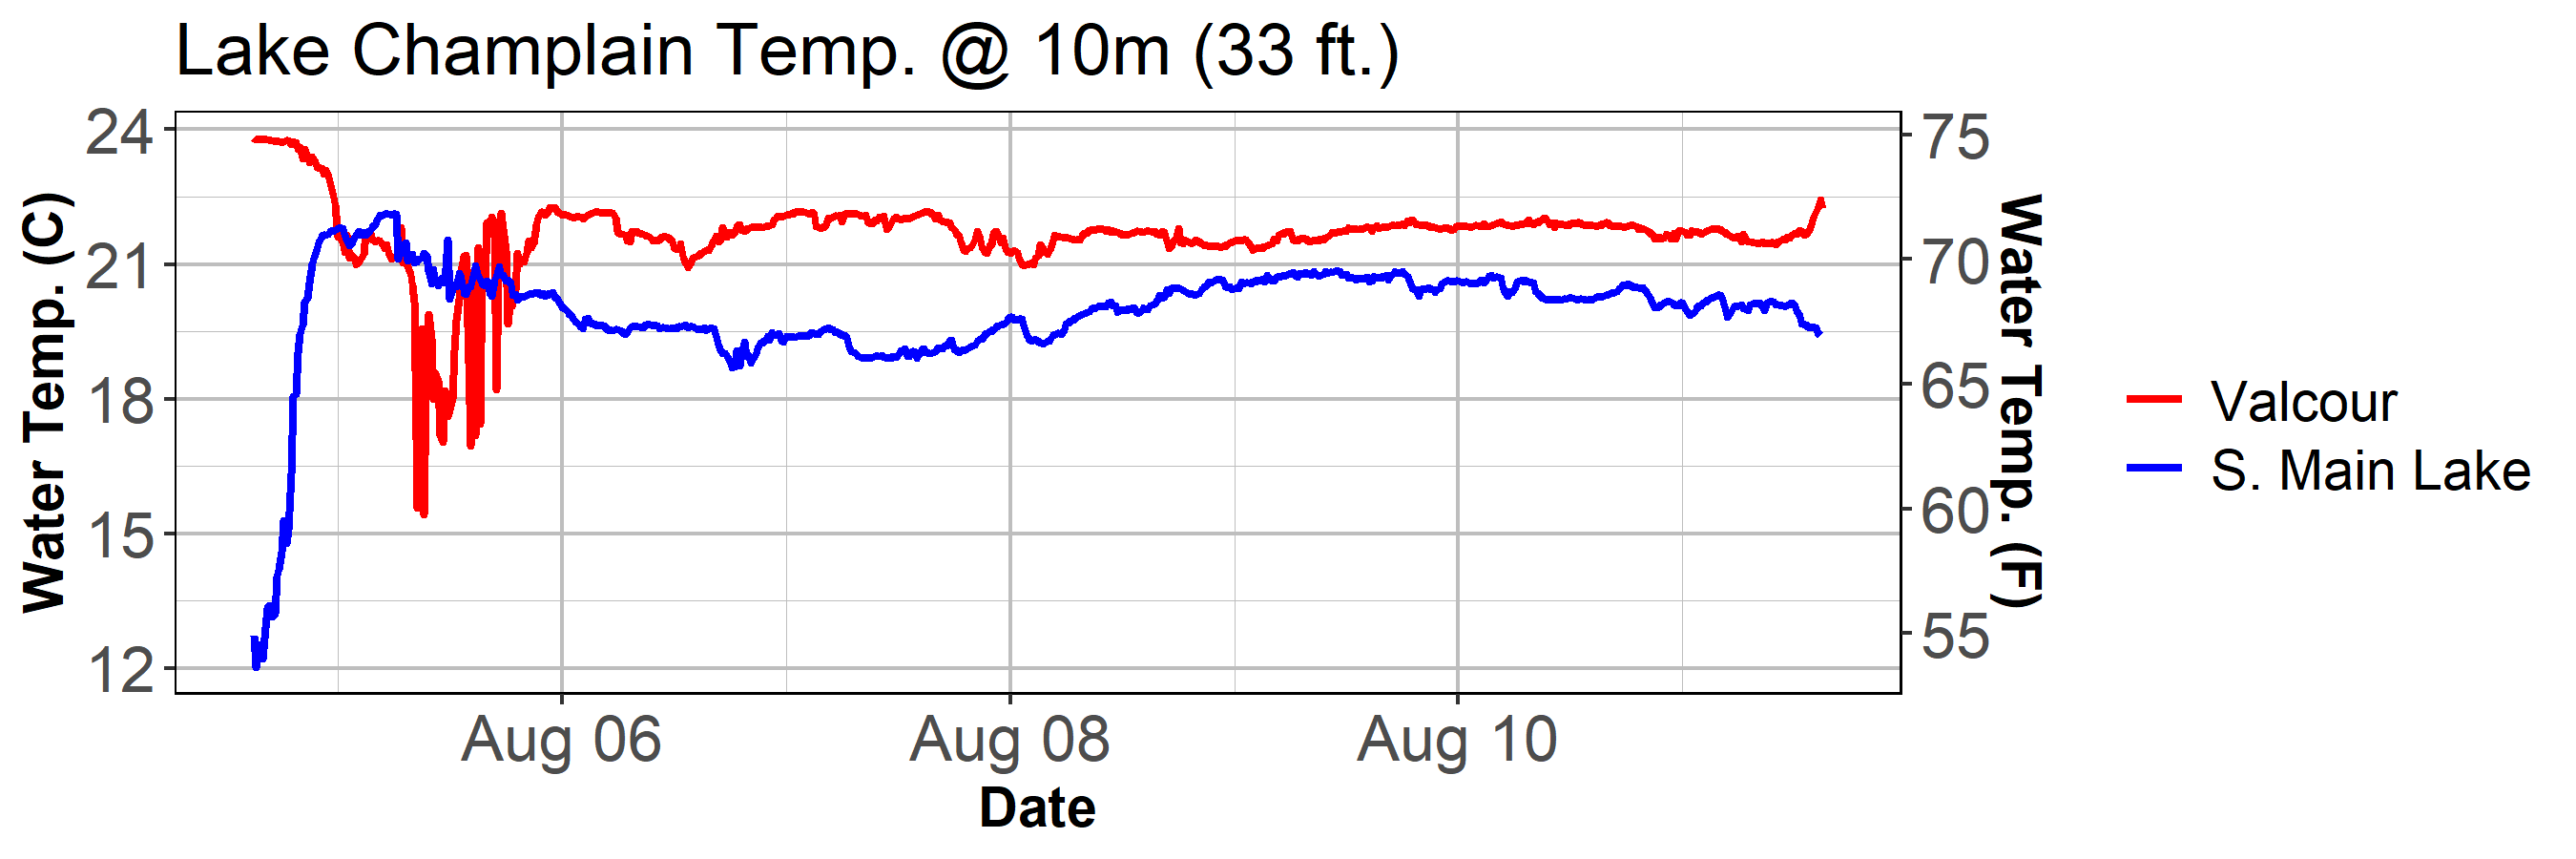 Lake Champlain Temp. @ 10m (33 ft.)
Water Temp. (C)
24
21
18
15
12
75
70
65
60
55
Water Temp. (F)
Aug 06
Aug 08
Aug 10
Date
Valcour
S. Main Lake